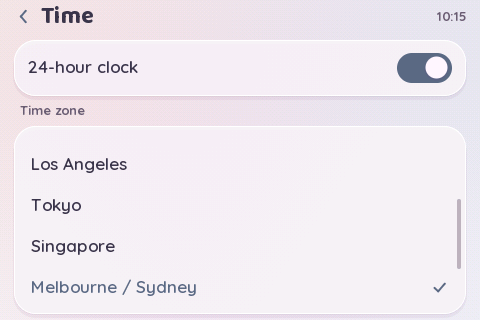 Time
10:15
24-hour clock
Time zone
Los Angeles
Tokyo
Singapore
Melbourne / Sydney